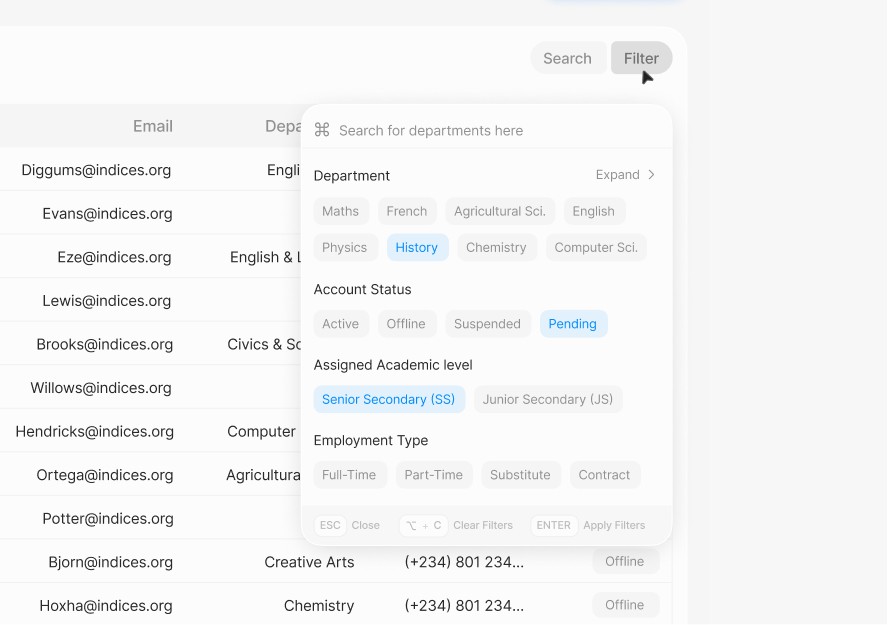 Search Filter
Email Depa
⌘ Search for departments here
Diggums@indices.org Engli
Department Expand
Evans@indices.org
Maths French Agricultural Sci. English
Eze@indices.org English & L
Physics History Chemistry Computer Sci.
Lewis@indices.org
Account Status
Brooks@indices.org Civics & So
Active Offline Suspended Pending
Willows@indices.org
Assigned Academic level
Senior Secondary (SS) Junior Secondary (JS)
Hendricks@indices.org Computer
Employment Type
Ortega@indices.org Agricultura
Full-Time Part-Time Substitute Contract
Potter@indices.org
ESC Close ⌥ + C Clear Filters ENTER Apply Filters
Bjorn@indices.org Creative Arts (+234) 801 234... Offline
Hoxha@indices.org Chemistry (+234) 801 234... Offline